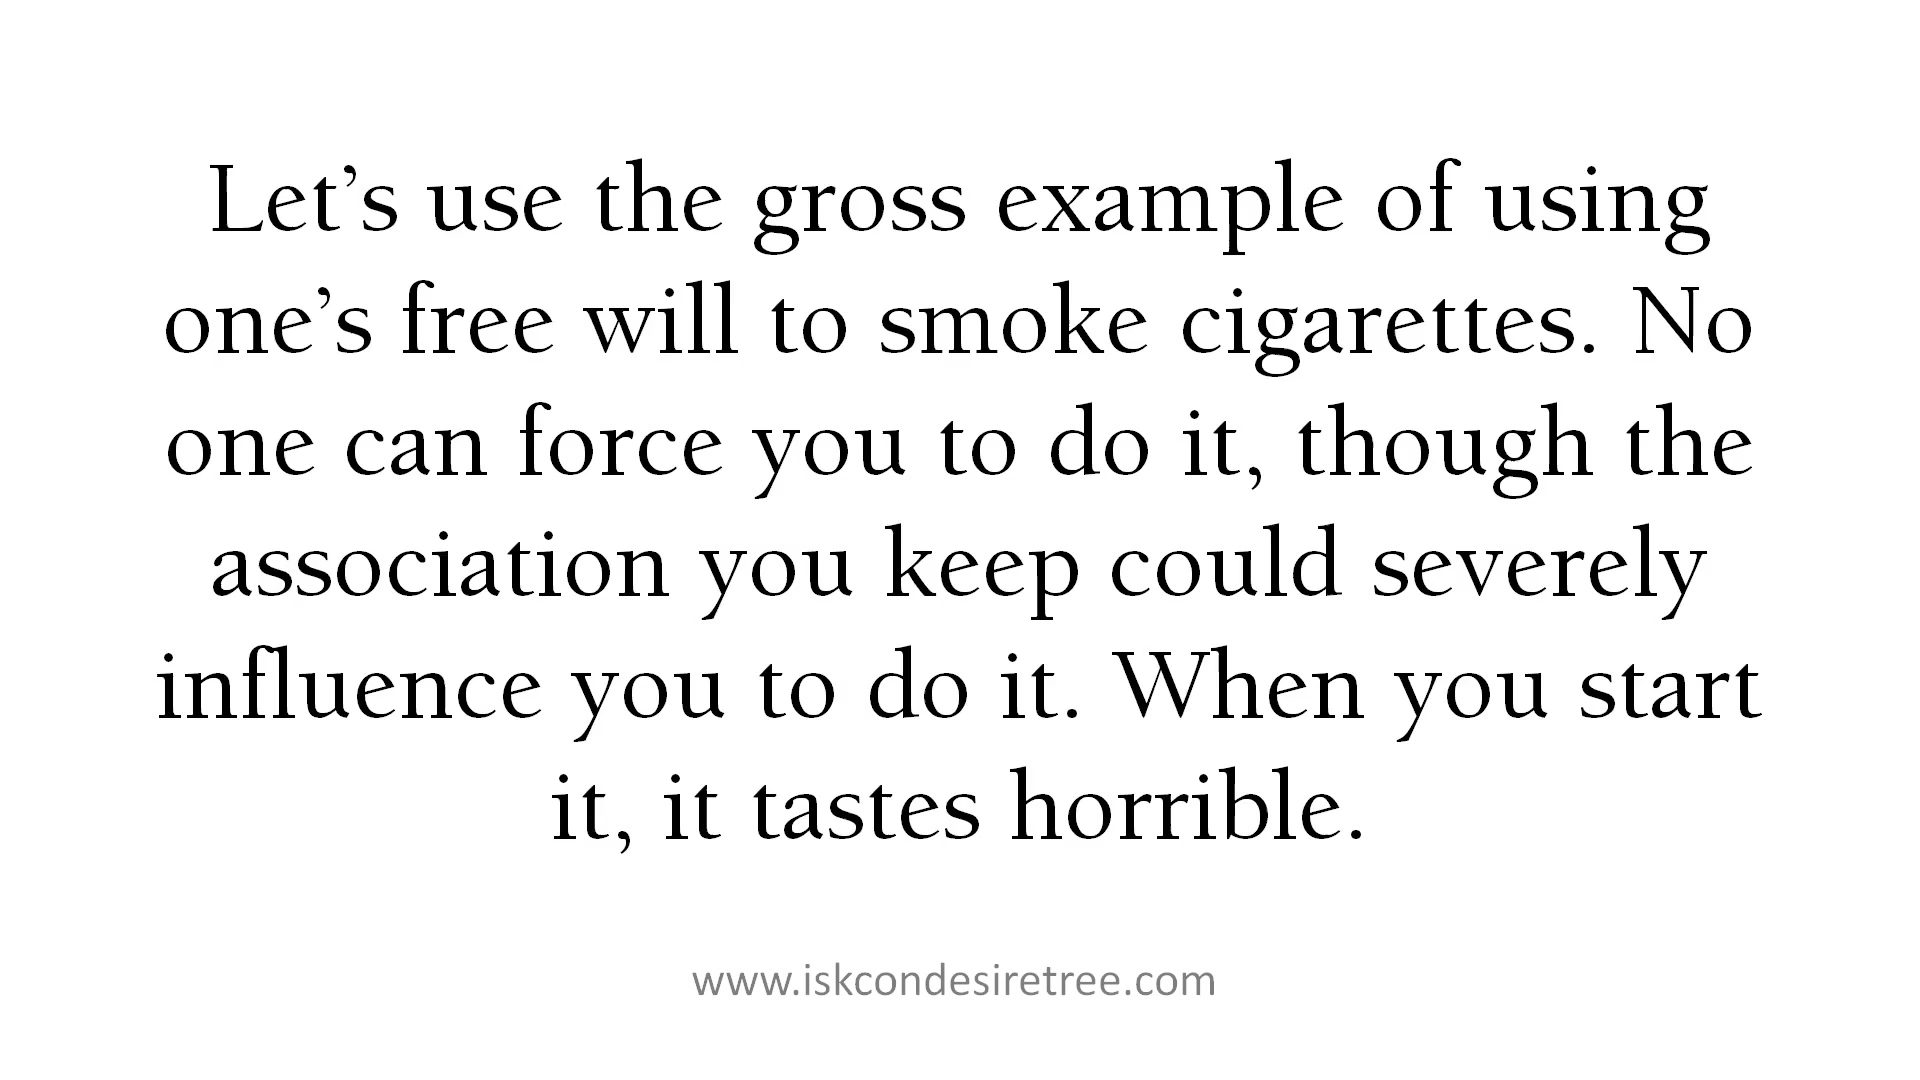 Let’s use the gross example of using
one’s free will to smoke cigarettes. No
one can force you to do it, though the
association you keep could severely
influence you to do it. When you start
it, it tastes horrible.
www.iskcondesiretree.com